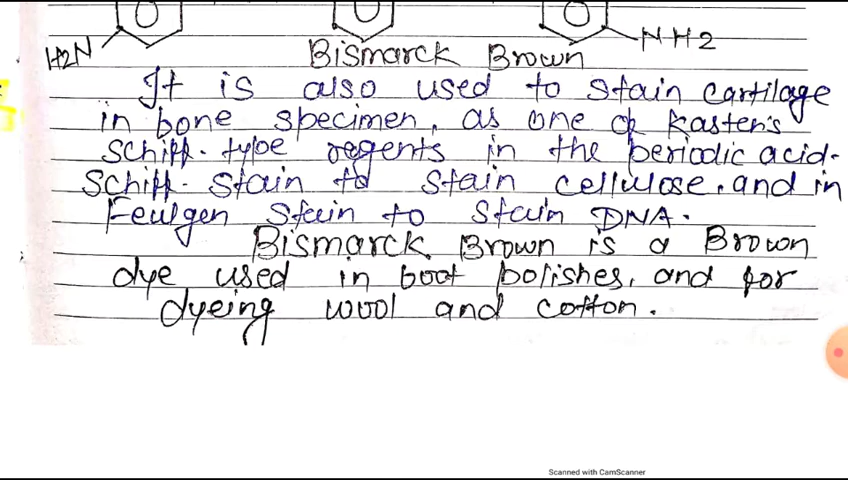 H2N NH2
Bismarck Brown
It is also used to stain cartilage
in bone specimen, as one of kasten's
schiff-type regents in the periodic acid-
schiff-stain to stain cellulose, and in
Feulgen stain to stain DNA.
Bismarck Brown is a Brown
dye used in boot polishes, and for
dyeing wool and cotton.
Scanned with CamScanner